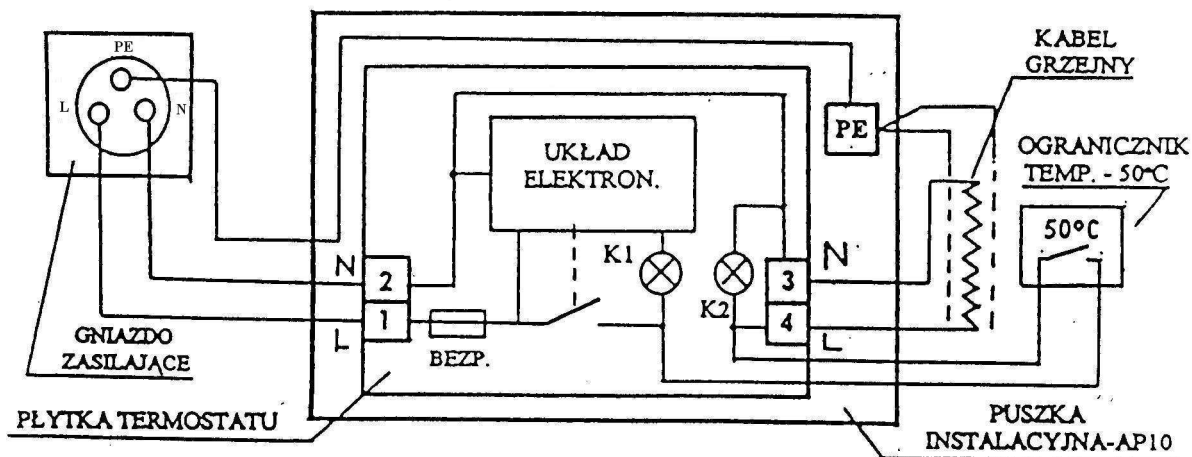 PE
L
N
GNIAZDO
ZASILAJĄCE
PŁYTKA TERMOSTATU
UKŁAD
ELEKTRON.
N
2
1
L
BEZP.
K1
K2
3
4
N
L
PE
KABEL
GRZEJNY
OGRANICZNIK
TEMP. - 50°C
50°C
PUSZKA
INSTALACYJNA-AP10